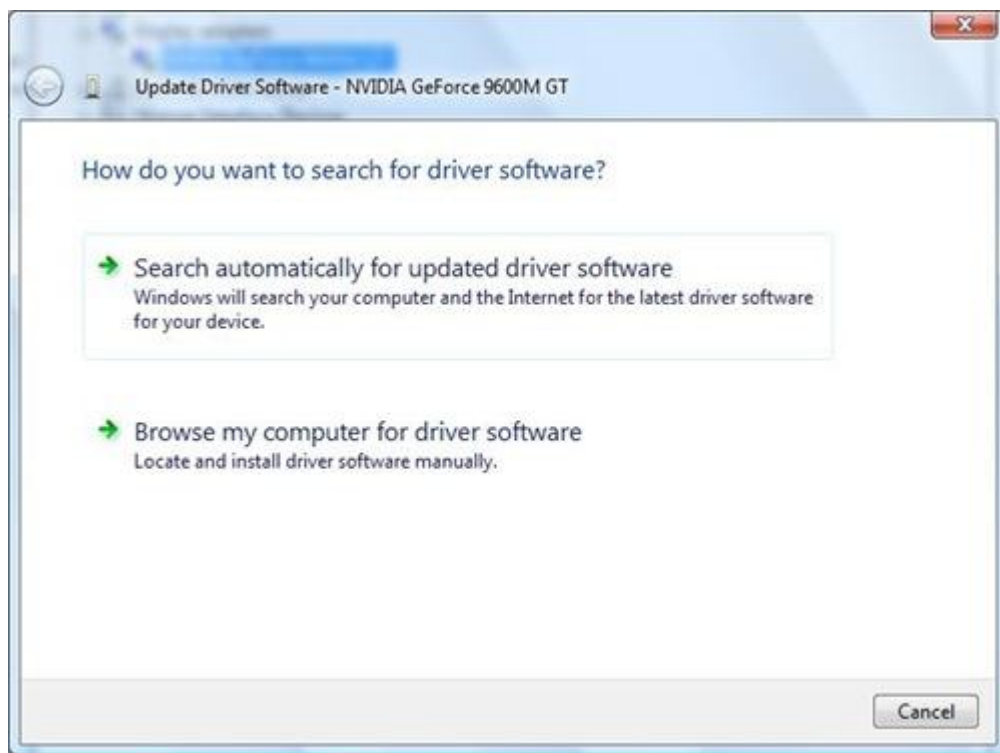 Update Driver Software - NVIDIA GeForce 9600M GT
How do you want to search for driver software?
Search automatically for updated driver software
Windows will search your computer and the Internet for the latest driver software
for your device.
Browse my computer for driver software
Locate and install driver software manually.
Cancel